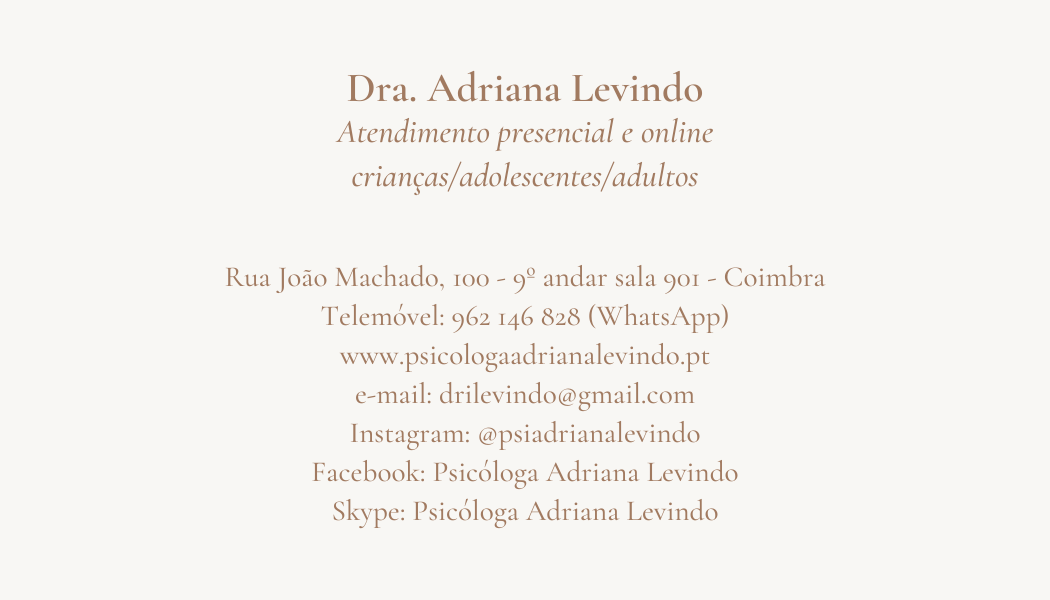 Dra. Adriana Levindo
Atendimento presencial e online
crianças/adolescentes/adultos
Rua João Machado, 100 - 9º andar sala 901 - Coimbra
Telemóvel: 962 146 828 (WhatsApp)
www.psicologaadrianalevindo.pt
e-mail: drilevindo@gmail.com
Instagram: @psiadrianalevindo
Facebook: Psicóloga Adriana Levindo
Skype: Psicóloga Adriana Levindo